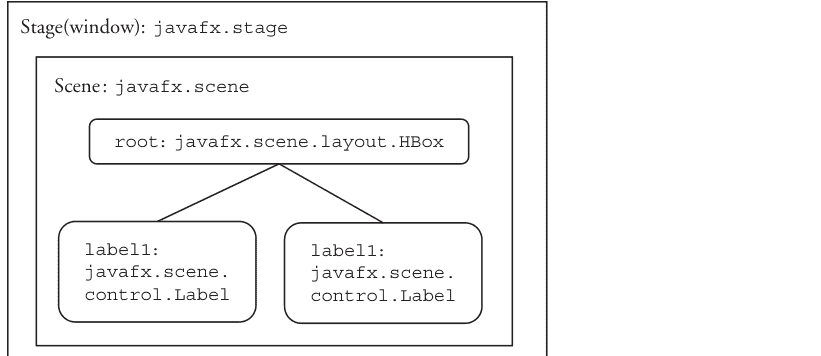 Stage(window): javafx.stage
Scene: javafx.scene
root: javafx.scene.layout.HBox
label1:
javafx.scene.
control.Label
label1:
javafx.scene.
control.Label